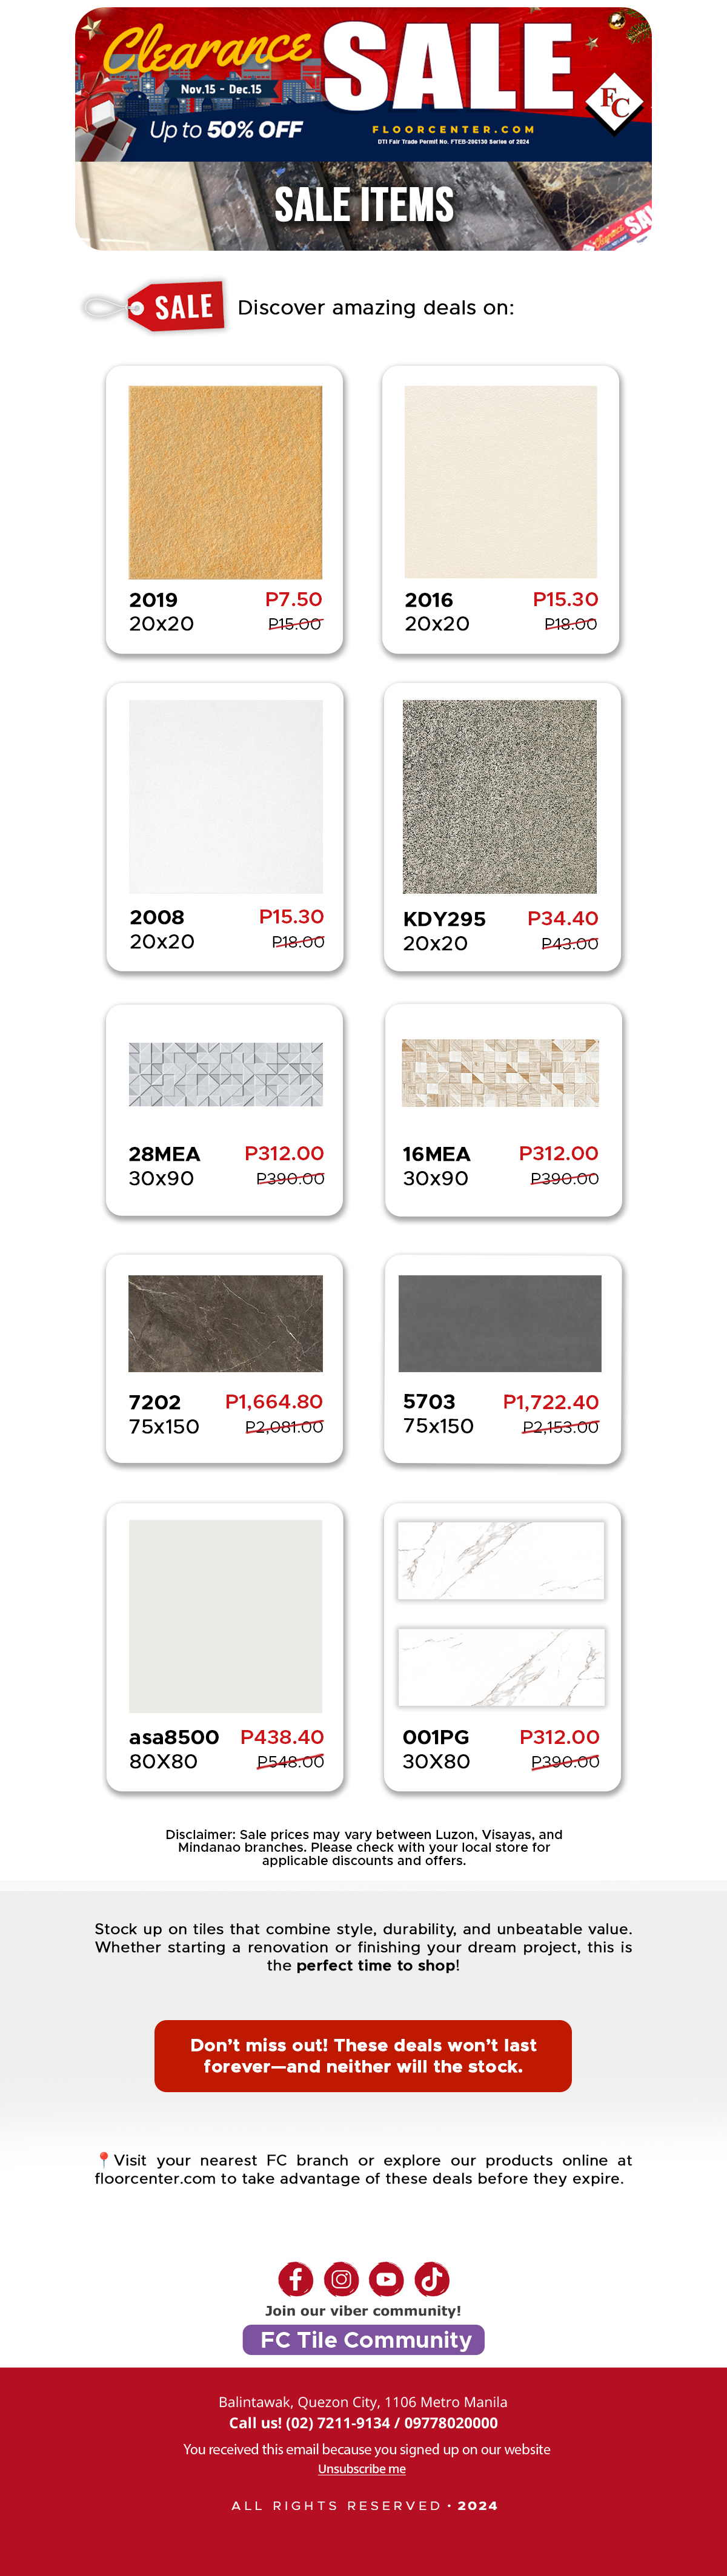 Clearance SALE
Nov.15 - Dec.15
Up to 50% OFF
FLOORCENTER.COM
DTI Fair Trade Permit No. FTEB-206130 Series of 2024
FC
SALE ITEMS
Clearance SALE
SALE
Discover amazing deals on:
2019 P7.50
20x20 P15.00
2016 P15.30
20x20 P18.00
2008 P15.30
20x20 P18.00
KDY295 P34.40
20x20 P43.00
28MEA P312.00
30x90 P390.00
16MEA P312.00
30x90 P390.00
7202 P1,664.80
75x150 P2,081.00
5703 P1,722.40
75x150 P2,153.00
asa8500 P438.40
80X80 P548.00
001PG P312.00
30X80 P390.00
Disclaimer: Sale prices may vary between Luzon, Visayas, and
Mindanao branches. Please check with your local store for
applicable discounts and offers.
Stock up on tiles that combine style, durability, and unbeatable value.
Whether starting a renovation or finishing your dream project, this is
the perfect time to shop!
Don't miss out! These deals won't last
forever—and neither will the stock.
📍Visit your nearest FC branch or explore our products online at
floorcenter.com to take advantage of these deals before they expire.
Join our viber community!
FC Tile Community
Balintawak, Quezon City, 1106 Metro Manila
Call us! (02) 7211-9134 / 09778020000
You received this email because you signed up on our website
Unsubscribe me
ALL RIGHTS RESERVED • 2024